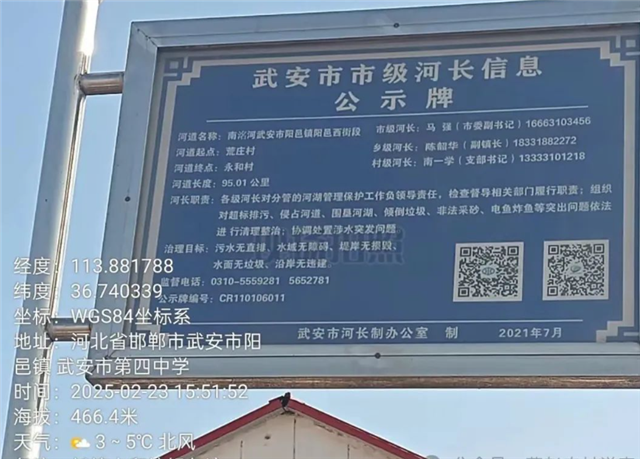 武安市市级河长信息
公示牌
河道名称：南洺河武安市阳邑镇阳邑西街段
市级河长：马 强（市委副书记）16663103456
河道起点：荒庄村
乡级河长：陈韶华（副镇长）18331882272
河道终点：永和村
村级河长：南一学（支部书记）13333101218
河道长度：95.01公里
河长职责：各级河长对分管的河湖管理保护工作负领导责任，检查督导相关部门履行职责；组织
对超标排污、侵占河道、围垦河湖、倾倒垃圾、非法采砂、电鱼炸鱼等突出问题依法
进行清理整治；协调处置涉水突发问题
治理目标：污水无直排、水域无障碍、堤岸无损毁、
水面无垃圾、沿岸无违建
监督电话：0310-5559281 5652781
公示牌编号：CR110106011
武安市河长制办公室 制 2021年7月
经度：113.881788
纬度：36.740339
坐标：WGS84坐标系
地址：河北省邯郸市武安市阳
邑镇 武安市第四中学
时间：2025-02-23 15:51:52
海拔：466.4米
天气：3~5℃ 北风